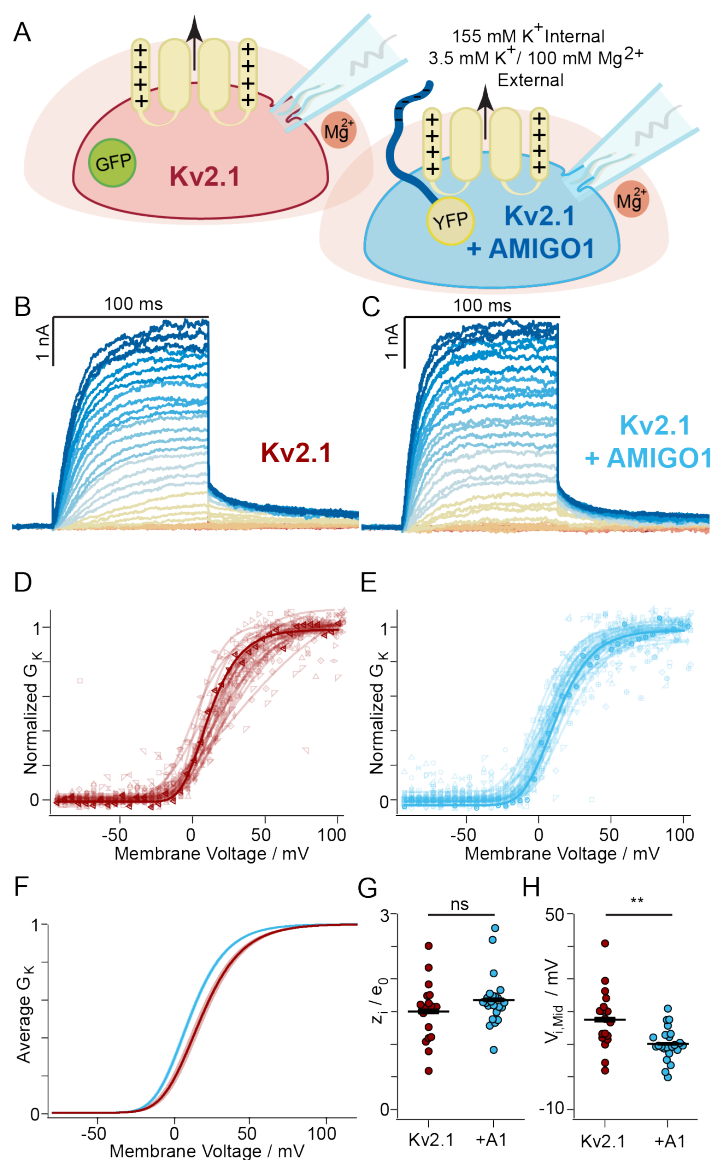 A
155 mM K+ Internal
3.5 mM K+/ 100 mM Mg2+
External
+ + + +
+ + + +
Mg2+
GFP
Kv2.1
+ + + +
+ + + +
Mg2+
YFP
Kv2.1
+ AMIGO1
B
100 ms
1 nA
Kv2.1
C
100 ms
1 nA
Kv2.1
+ AMIGO1
D
Normalized GK
1
0
-50 0 50 100
Membrane Voltage / mV
E
Normalized GK
1
0
-50 0 50 100
Membrane Voltage / mV
F
Average GK
1
0
-50 0 50 100
Membrane Voltage / mV
G
ns
3
zi / e0
0
Kv2.1 +A1
H
**
50
Vi,Mid / mV
-10
Kv2.1 +A1